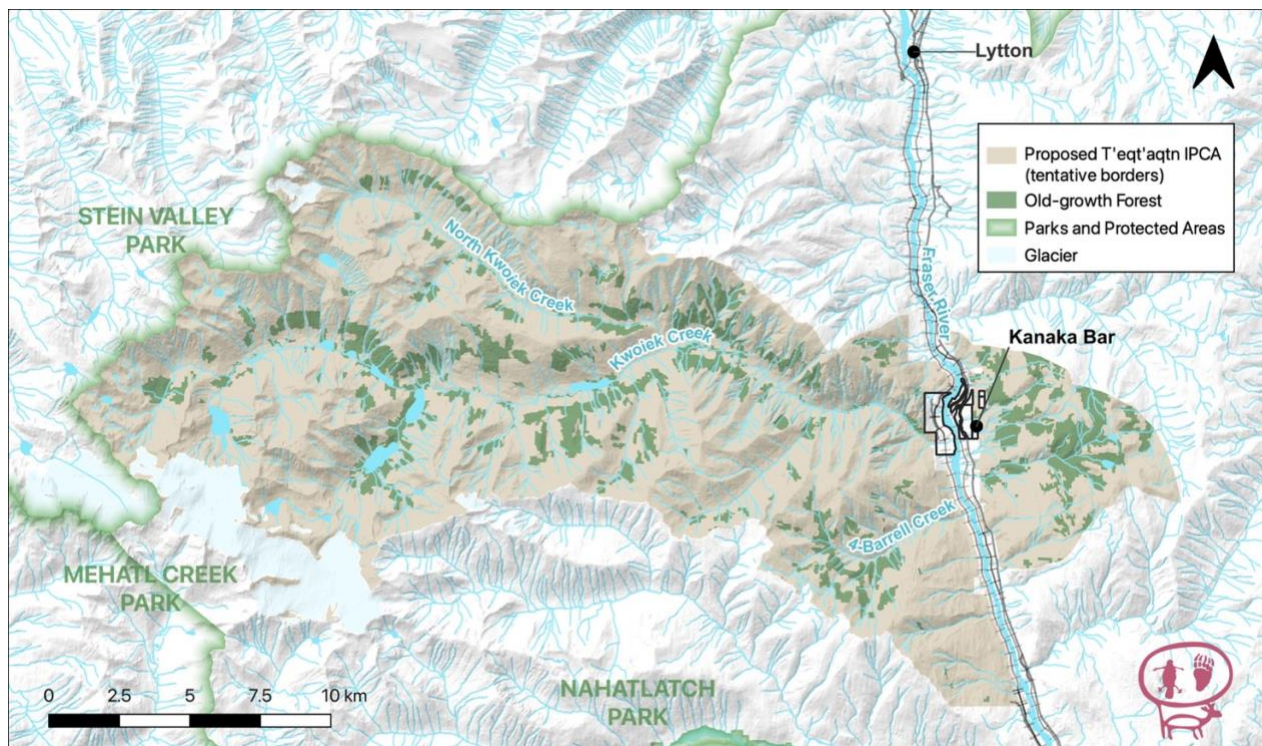 Lytton
Proposed T'eqt'aqtn IPCA
(tentative borders)
Old-growth Forest
Parks and Protected Areas
Glacier
STEIN VALLEY
PARK
North Kwoiek Creek
Fraser River
Kwoiek Creek
Kanaka Bar
4-Barrell Creek
MEHATL CREEK
PARK
NAHATLATCH
PARK
0 2.5 5 7.5 10 km